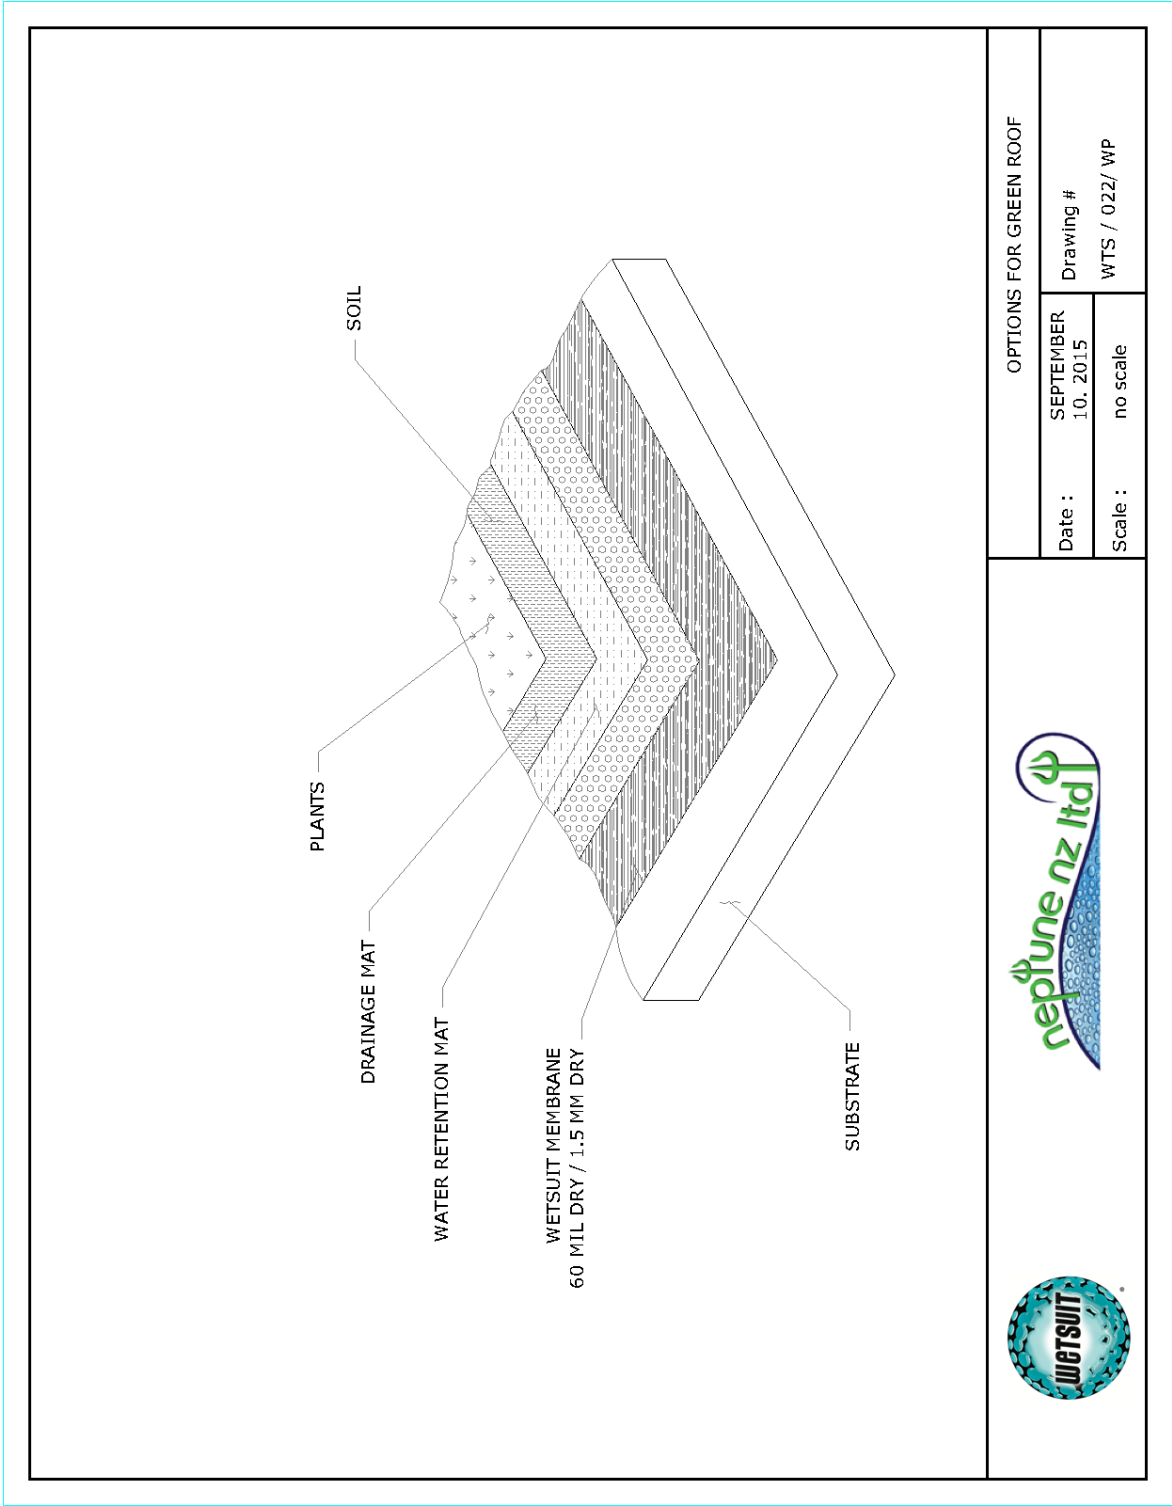 SOIL
PLANTS
DRAINAGE MAT
WATER RETENTION MAT
WETSUIT MEMBRANE
60 MIL DRY / 1.5 MM DRY
SUBSTRATE
WETSUIT
neptune nz ltd
OPTIONS FOR GREEN ROOF
Date :
SEPTEMBER
10. 2015
Drawing #
WTS / 022/ WP
Scale :
no scale